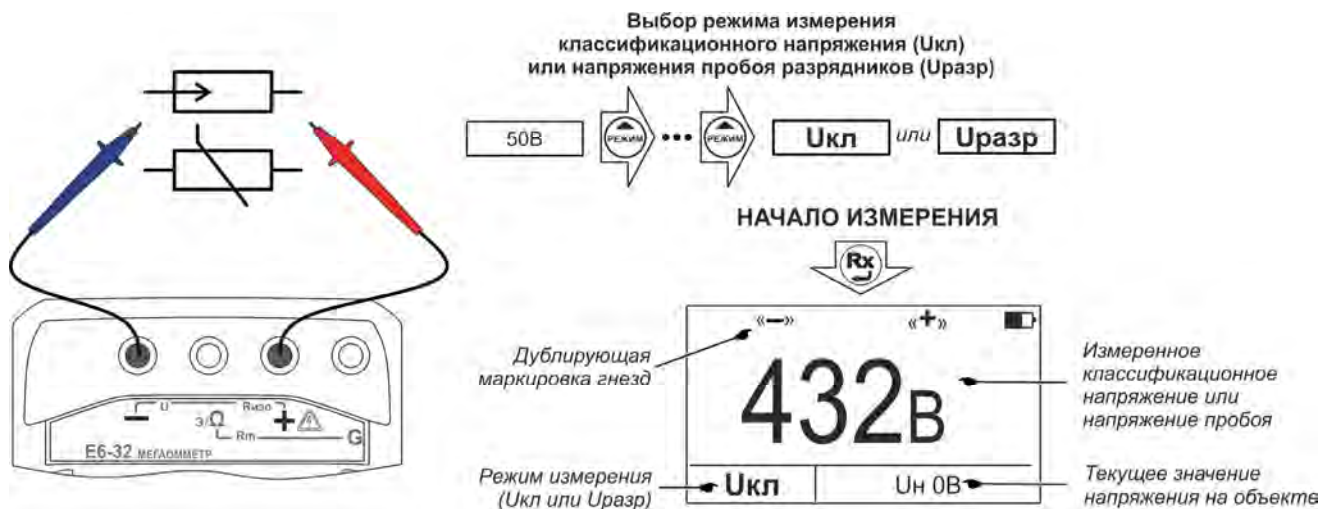 Выбор режима измерения
классификационного напряжения (Uкл)
или напряжения пробоя разрядников (Uразр)
50В
РЕЖИМ
•••
РЕЖИМ
Uкл
или
Uразр
НАЧАЛО ИЗМЕРЕНИЯ
Rx
«–»
«+»
Дублирующая
маркировка гнезд
432В
Измеренное
классификационное
напряжение или
напряжение пробоя
Режим измерения
(Uкл или Uразр)
Uкл
Uн 0В
Текущее значение
напряжения на объекте
– U Rизо +
Э/Ω Rm G
Е6-32 МЕГАОММЕТР